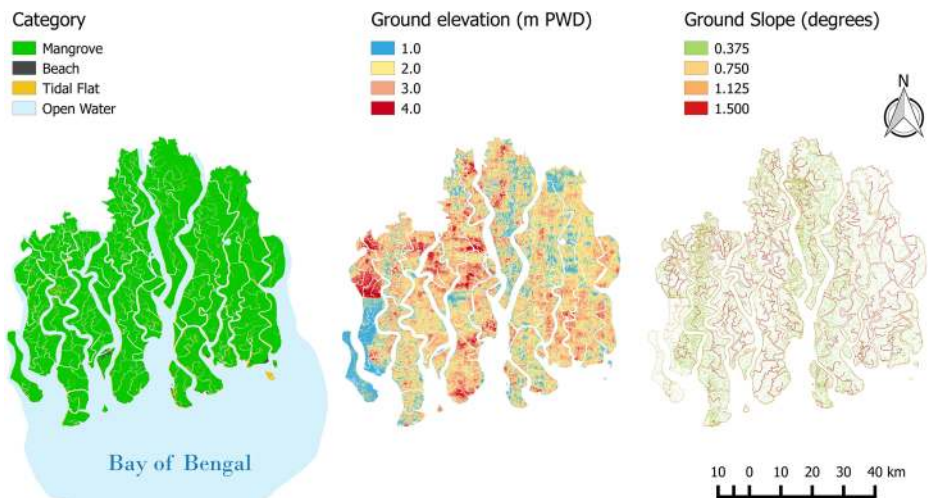 Category
Mangrove
Beach
Tidal Flat
Open Water
Ground elevation (m PWD)
1.0
2.0
3.0
4.0
Ground Slope (degrees)
0.375
0.750
1.125
1.500
N
Bay of Bengal
10 0 10 20 30 40 km